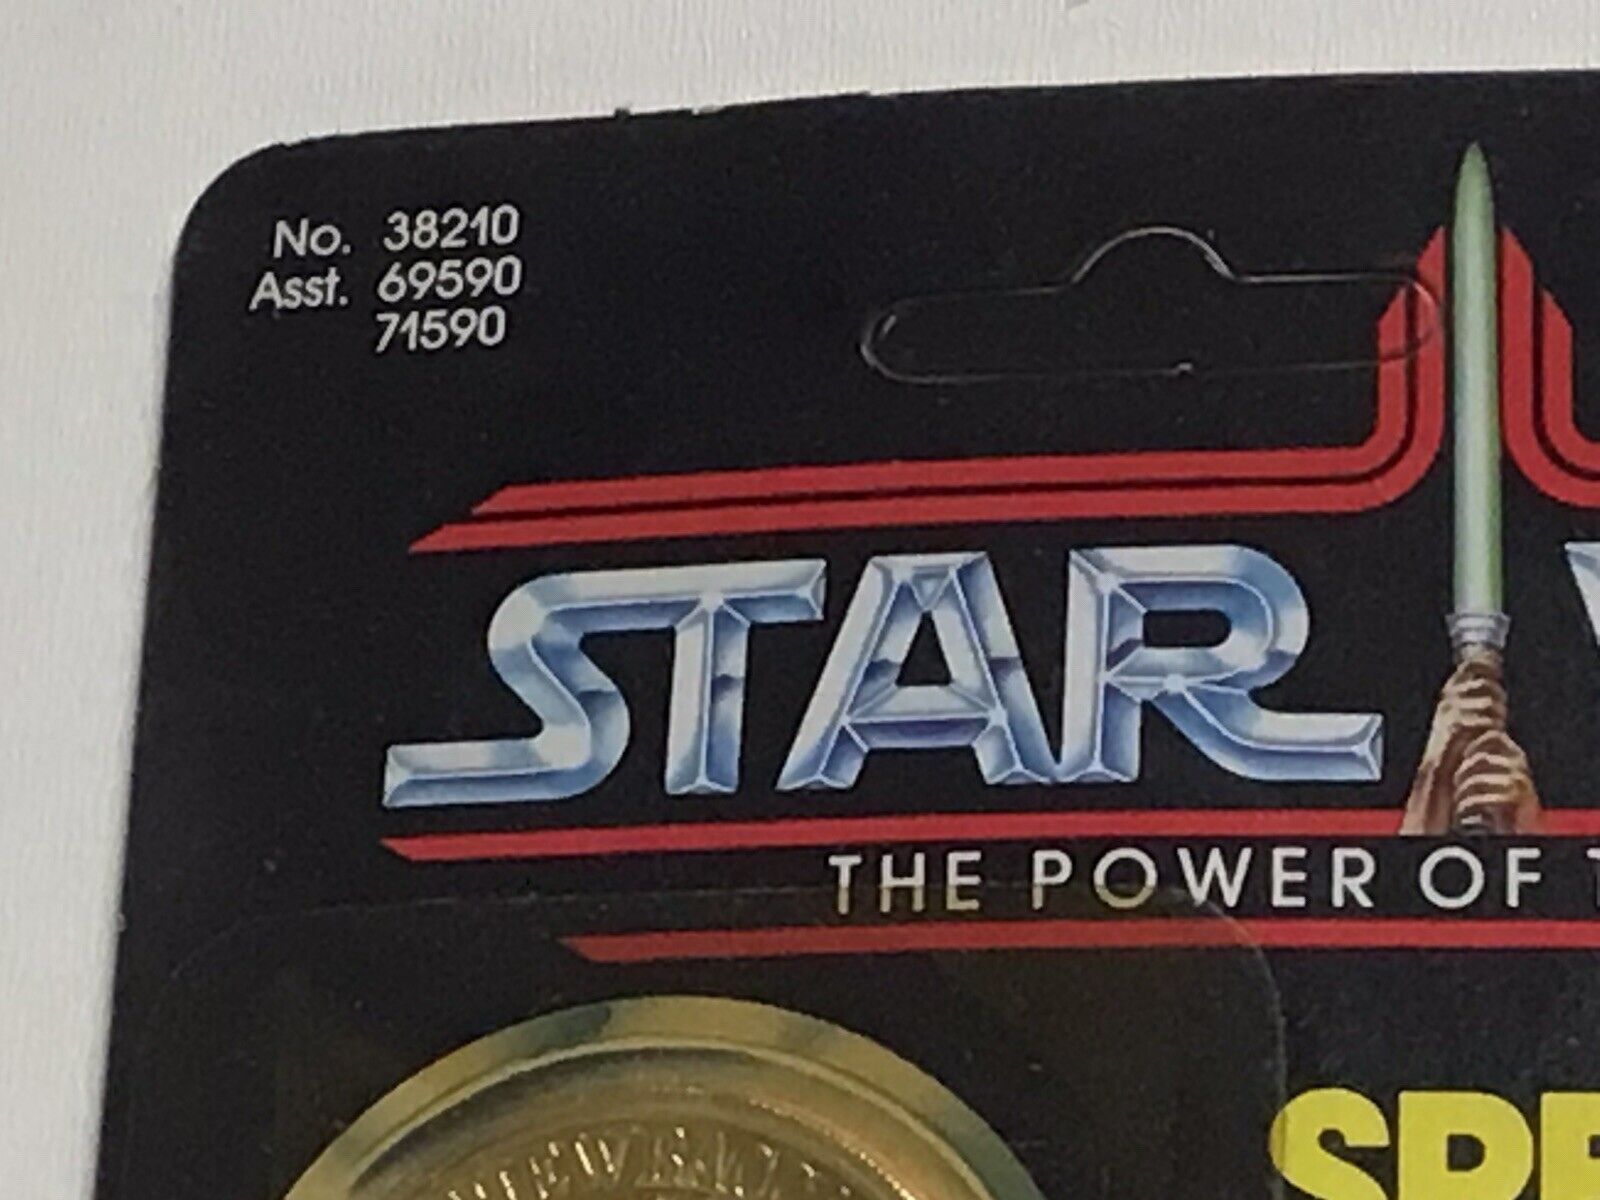 No. 38210
Asst. 69590
71590
STAR
THE POWER OF